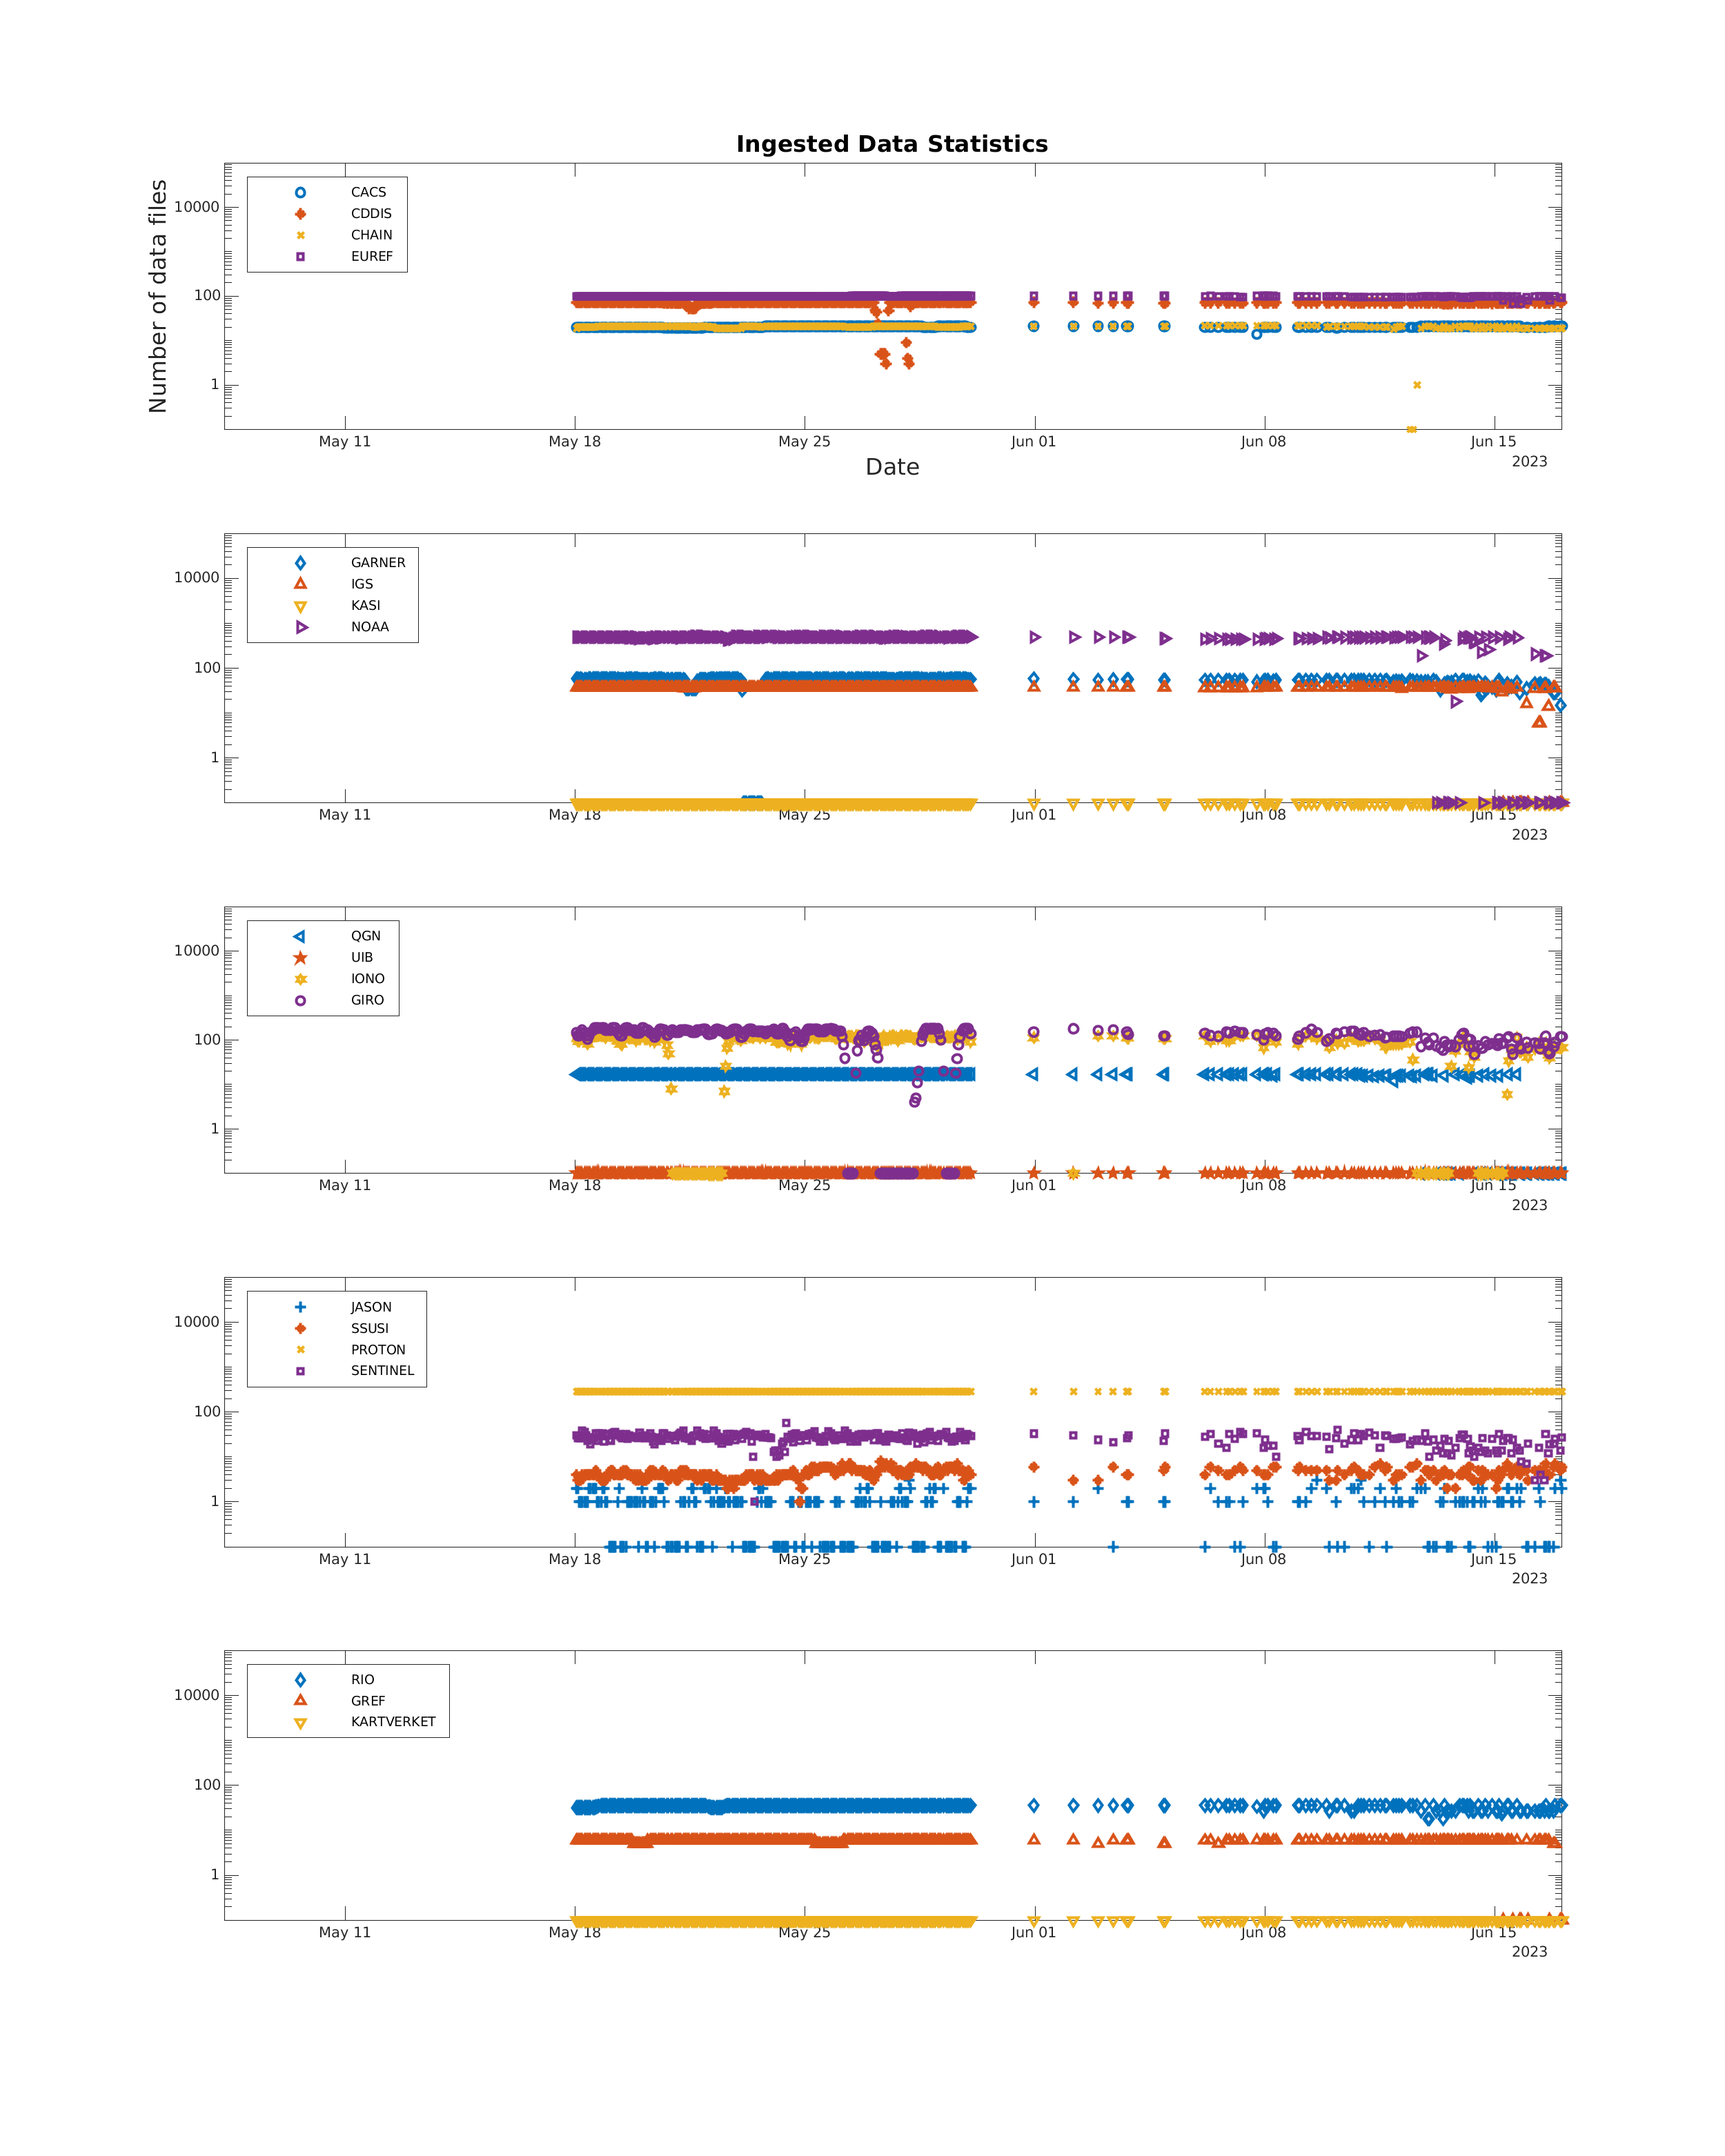 Ingested Data Statistics
Number of data files
CACS
CDDIS
CHAIN
EUREF
10000
100
1
May 11 May 18 May 25 Jun 01 Jun 08 Jun 15
2023
Date
GARNER
IGS
KASI
NOAA
10000
100
1
May 11 May 18 May 25 Jun 01 Jun 08 Jun 15
2023
QGN
UIB
IONO
GIRO
10000
100
1
May 11 May 18 May 25 Jun 01 Jun 08 Jun 15
2023
JASON
SSUSI
PROTON
SENTINEL
10000
100
1
May 11 May 18 May 25 Jun 01 Jun 08 Jun 15
2023
RIO
GREF
KARTVERKET
10000
100
1
May 11 May 18 May 25 Jun 01 Jun 08 Jun 15
2023